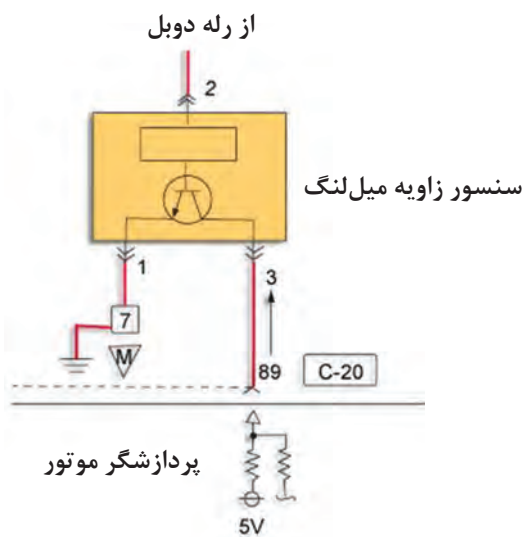 از رله دوبل
2
سنسور زاویه میل‌لنگ
1
3
7
M
89
C-20
پردازشگر موتور
5V